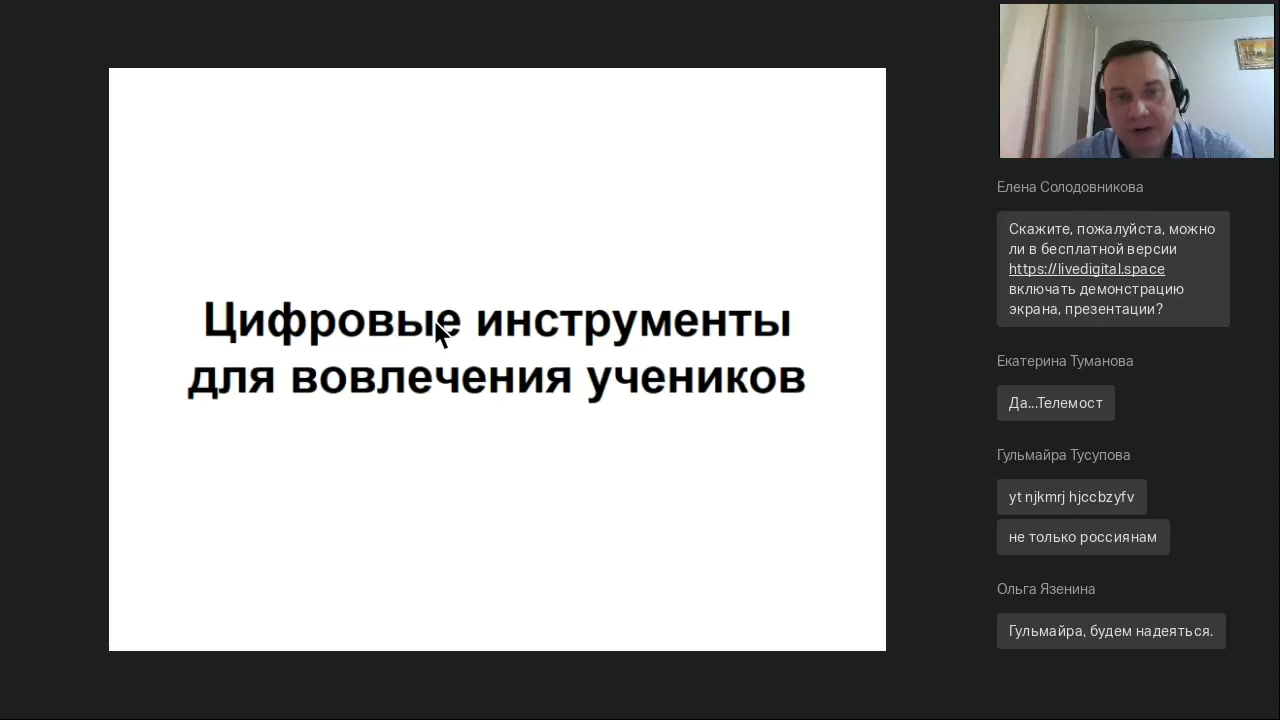 Цифровые инструменты
для вовлечения учеников
Елена Солодовникова
Скажите, пожалуйста, можно
ли в бесплатной версии
https://livedigital.space
включать демонстрацию
экрана, презентации?
Екатерина Туманова
Да...Телемост
Гульмайра Тусупова
yt njkmrj hjccbzyfv
не только россиянам
Ольга Язенина
Гульмайра, будем надеяться.